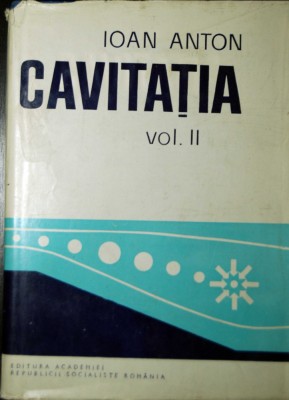 IOAN ANTON
CAVITAȚIA
vol. II
EDITURA ACADEMIEI
REPUBLICII SOCIALISTE ROMÂNIA